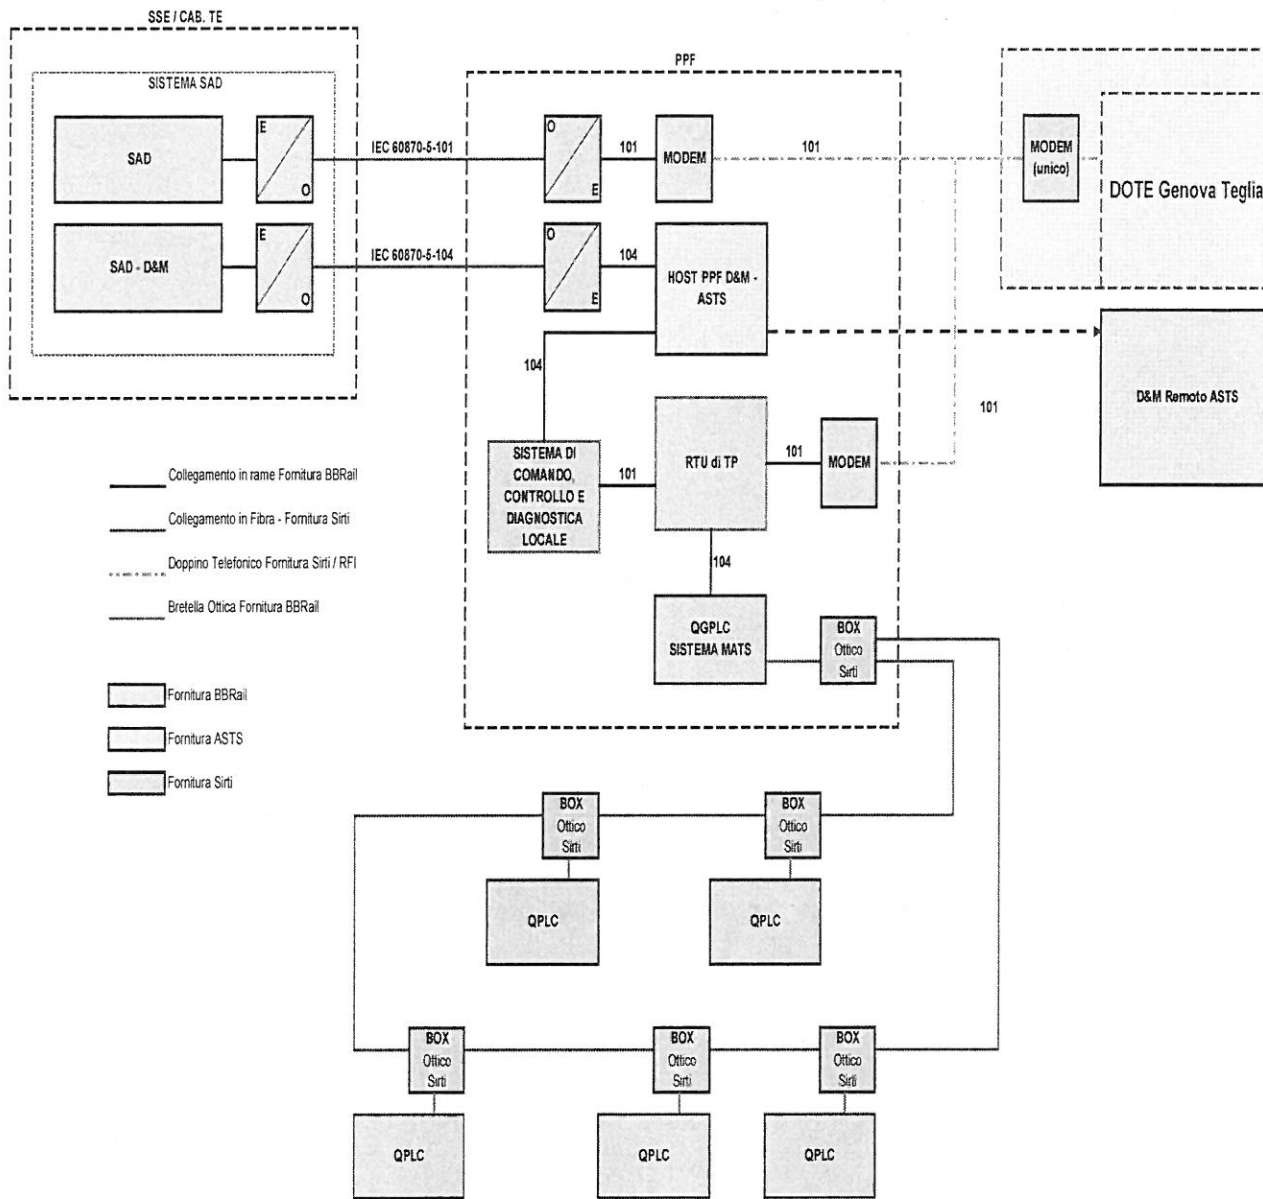 SSE / CAB. TE
SISTEMA SAD
SAD
E
O
IEC 60870-5-101
SAD - D&M
E
O
IEC 60870-5-104
PPF
O
E
101
MODEM
101
O
E
104
HOST PPF D&M -
ASTS
104
SISTEMA DI
COMANDO,
CONTROLLO E
DIAGNOSTICA
LOCALE
101
RTU di TP
101
MODEM
101
104
QGPLC
SISTEMA MATS
BOX
Ottico
Sirti
MODEM
(unico)
DOTE Genova Teglia
D&M Remoto ASTS
Collegamento in rame Fornitura BBRail
Collegamento in Fibra - Fornitura Sirti
Doppino Telefonico Fornitura Sirti / RFI
Bretella Ottica Fornitura BBRail
Fornitura BBRail
Fornitura ASTS
Fornitura Sirti
BOX
Ottico
Sirti
BOX
Ottico
Sirti
QPLC
QPLC
BOX
Ottico
Sirti
BOX
Ottico
Sirti
BOX
Ottico
Sirti
QPLC
QPLC
QPLC